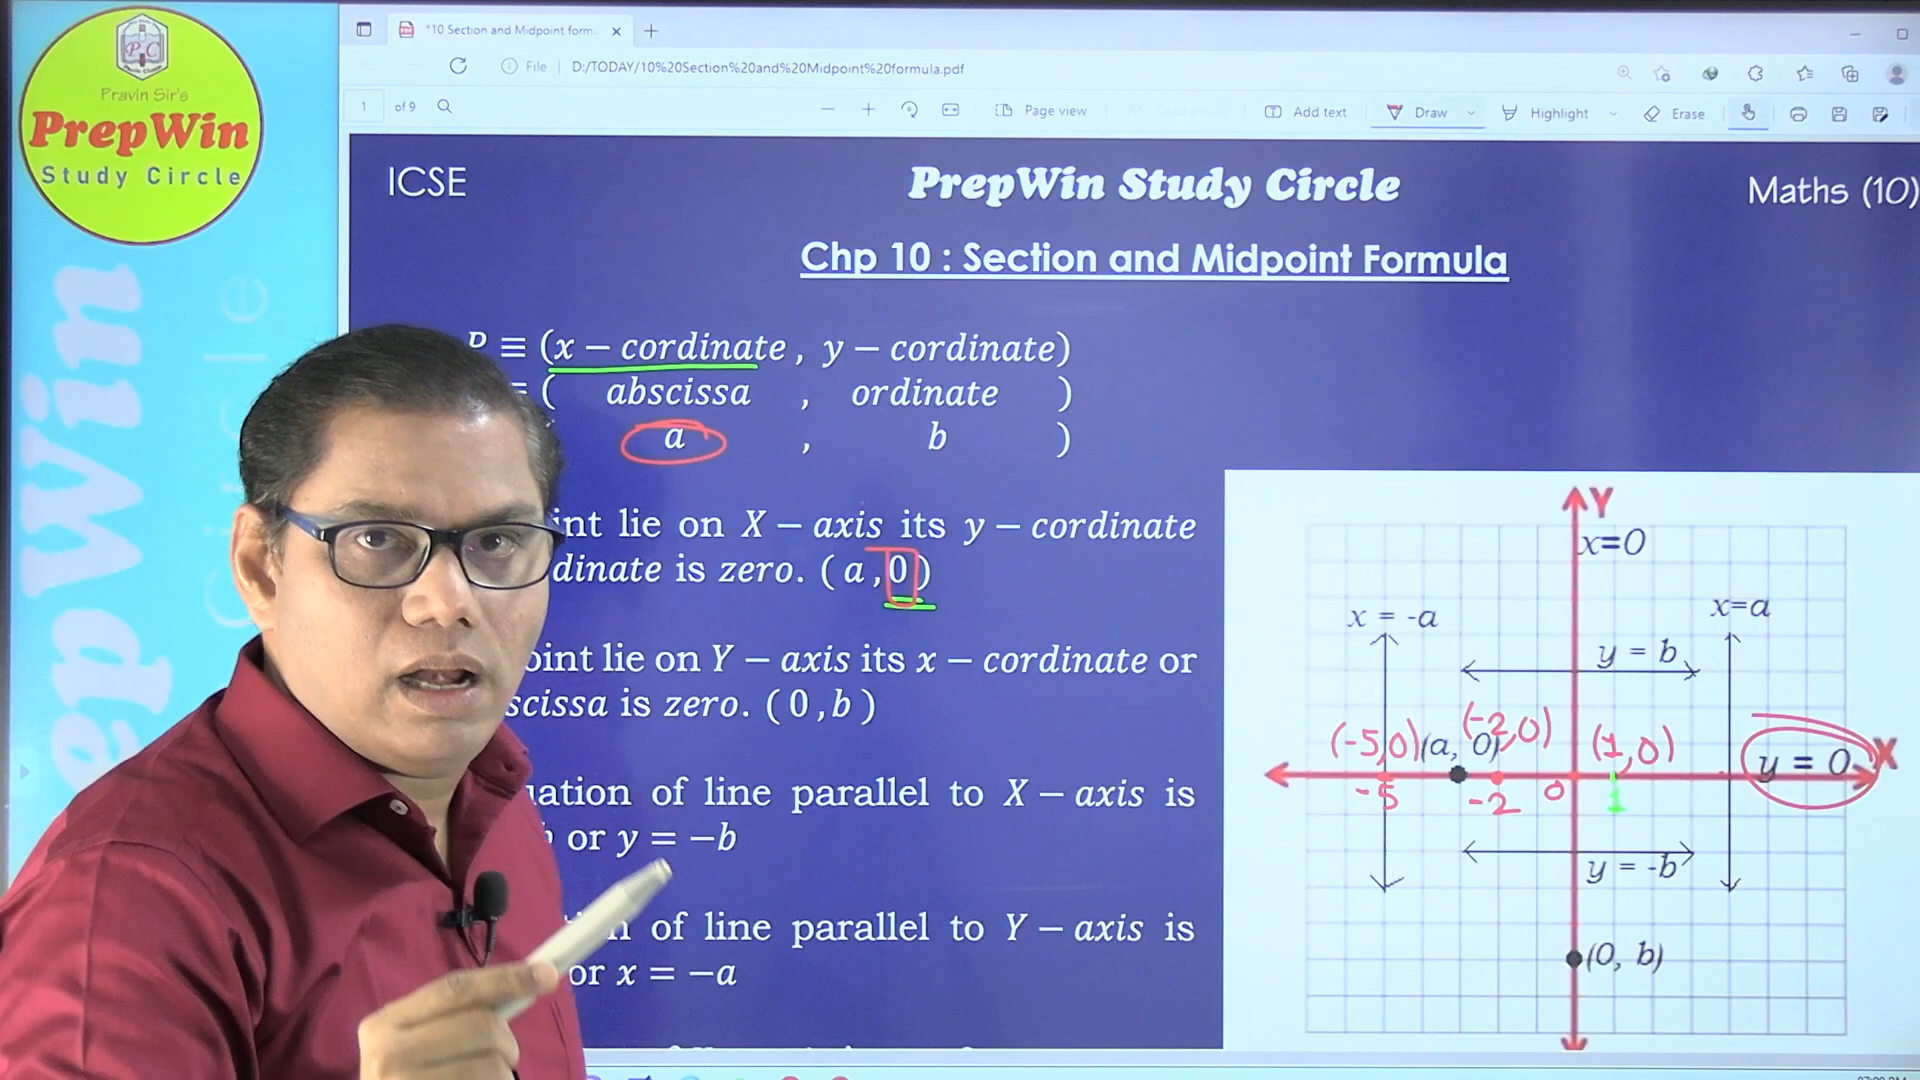 P C
Pravin Sir's
PrepWin
Study Circle
epWin
Circle
*10 Section and Midpoint form
File
D:/TODAY/10%20Section%20and%20Midpoint%20formula.pdf
1 of 9
Page view
Add text
Draw
Highlight
Erase
ICSE
PrepWin Study Circle
Maths (10)
Chp 10 : Section and Midpoint Formula
P ≡ (x − cordinate , y − cordinate)
≡ ( abscissa , ordinate )
a , b )
int lie on X − axis its y − cordinate
dinate is zero. ( a , 0 )
oint lie on Y − axis its x − cordinate or
scissa is zero. ( 0 , b )
uation of line parallel to X − axis is
or y = −b
n of line parallel to Y − axis is
or x = −a
Y
x=0
x = -a
x=a
y = b
(-5,0)
(a, 0)
(-2,0)
(1,0)
y = 0
X
-5
-2
0
1
y = -b
(0, b)